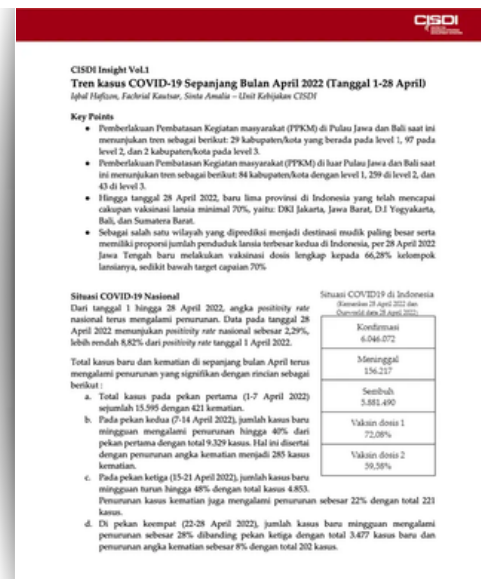 CISDI
CISDI Insight Vol.1
Tren kasus COVID-19 Sepanjang Bulan April 2022 (Tanggal 1-28 April)
Iqbal Hafizon, Fachrial Kautsar, Sinta Amalia – Unit Kebijakan CISDI
Key Points
• Pemberlakuan Pembatasan Kegiatan masyarakat (PPKM) di Pulau Jawa dan Bali saat ini
menunjukan tren sebagai berikut: 29 kabupaten/kota yang berada pada level 1, 97 pada
level 2, dan 2 kabupaten/kota pada level 3.
• Pemberlakuan Pembatasan Kegiatan masyarakat (PPKM) di luar Pulau Jawa dan Bali saat
ini menunjukan tren sebagai berikut: 84 kabupaten/kota dengan level 1, 259 di level 2, dan
43 di level 3.
• Hingga tanggal 28 April 2022, baru lima provinsi di Indonesia yang telah mencapai
cakupan vaksinasi lansia minimal 70%, yaitu: DKI Jakarta, Jawa Barat, D.I Yogyakarta,
Bali, dan Sumatera Barat.
• Sebagai salah satu wilayah yang diprediksi menjadi destinasi mudik paling besar serta
memiliki proporsi jumlah penduduk lansia terbesar kedua di Indonesia, per 28 April 2022
Jawa Tengah baru melakukan vaksinasi dosis lengkap kepada 66,28% kelompok
lansianya, sedikit bawah target capaian 70%
Situasi COVID-19 Nasional
Dari tanggal 1 hingga 28 April 2022, angka positivity rate
nasional terus mengalami penurunan. Data pada tanggal 28
April 2022 menunjukan positivity rate nasional sebesar 2,29%,
lebih rendah 8,82% dari positivity rate tanggal 1 April 2022.
Total kasus baru dan kematian di sepanjang bulan April terus
mengalami penurunan yang signifikan dengan rincian sebagai
berikut :
a. Total kasus pada pekan pertama (1-7 April 2022)
sejumlah 15.595 dengan 421 kematian.
b. Pada pekan kedua (7-14 April 2022), jumlah kasus baru
mingguan mengalami penurunan hingga 40% dari
pekan pertama dengan total 9.329 kasus. Hal ini disertai
dengan penurunan angka kematian menjadi 285 kasus
kematian.
c. Pada pekan ketiga (15-21 April 2022), jumlah kasus baru
mingguan turun hingga 48% dengan total kasus 4.853.
Penurunan kasus kematian juga mengalami penurunan sebesar 22% dengan total 221
kasus.
d. Di pekan keempat (22-28 April 2022), jumlah kasus baru mingguan mengalami
penurunan sebesar 28% dibanding pekan ketiga dengan total 3.477 kasus baru dan
penurunan angka kematian sebesar 8% dengan total 202 kasus.
Situasi COVID19 di Indonesia
(Kemenkes 28 April 2022 dan
data 28 April 2022)
Konfirmasi
6.046.072
Meninggal
156.217
Sembuh
5.881.490
Vaksin dosis 1
72,08%
Vaksin dosis 2
59,58%